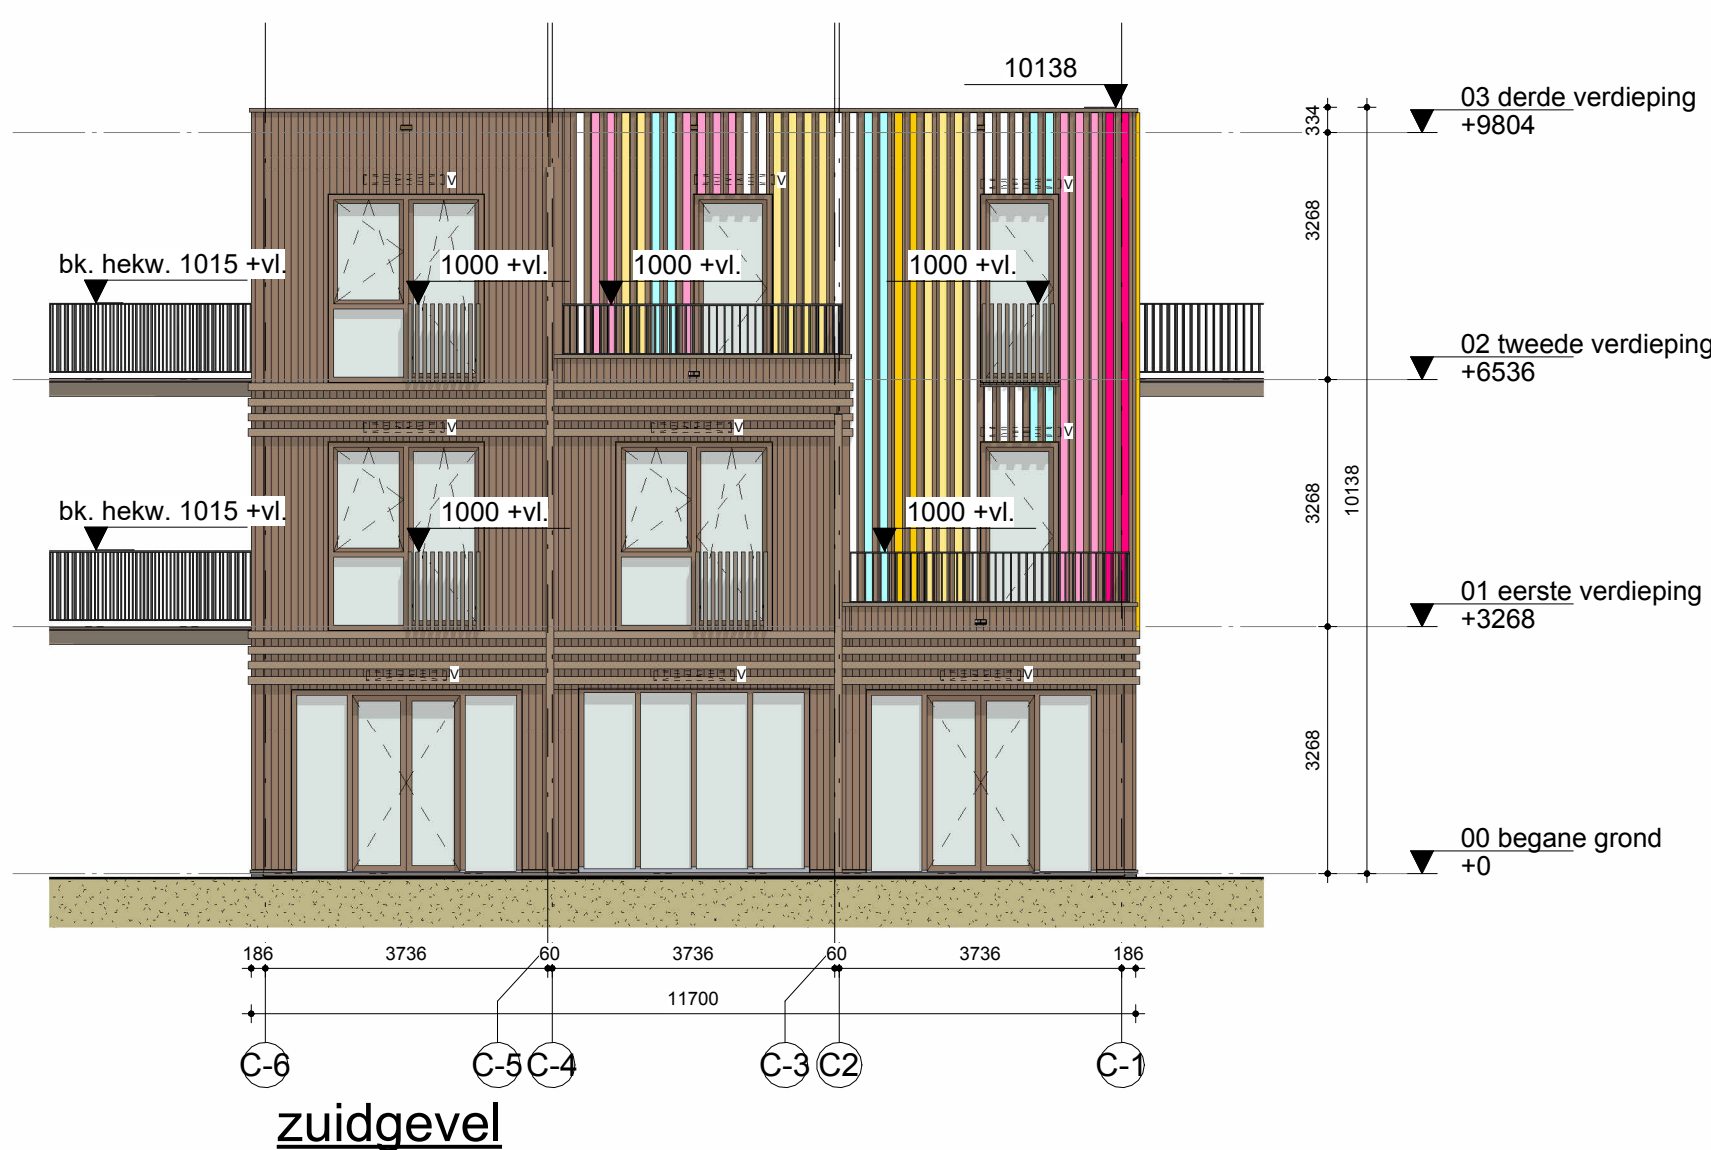 10138
03 derde verdieping
+9804
334
V
V
V
3268
bk. hekw. 1015 +vl.
1000 +vl.
1000 +vl.
1000 +vl.
02 tweede verdieping
+6536
V
V
V
3268
10138
bk. hekw. 1015 +vl.
1000 +vl.
1000 +vl.
01 eerste verdieping
+3268
V
V
V
3268
00 begane grond
+0
186 3736 60 3736 60 3736 186
11700
C-6 C-5 C-4 C-3 C2 C-1
zuidgevel